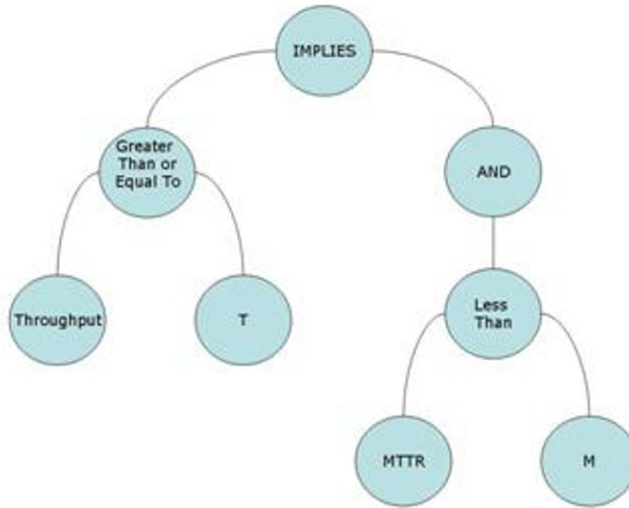 IMPLIES
Greater
Than or
Equal To
AND
Throughput
T
Less
Than
MTTR
M